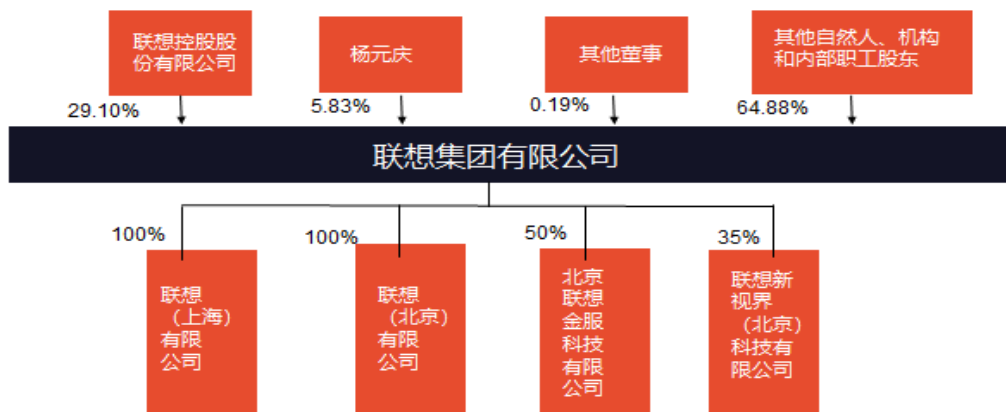 联想控股股
份有限公司
杨元庆
其他董事
其他自然人、机构
和内部职工股东
29.10%
5.83%
0.19%
64.88%
联想集团有限公司
100%
100%
50%
35%
联想
（上海）
有限
公司
联想
（北京）
有限
公司
北京
联想
金服
科技
有限
公司
联想新
视界
（北京）
科技有
限公司